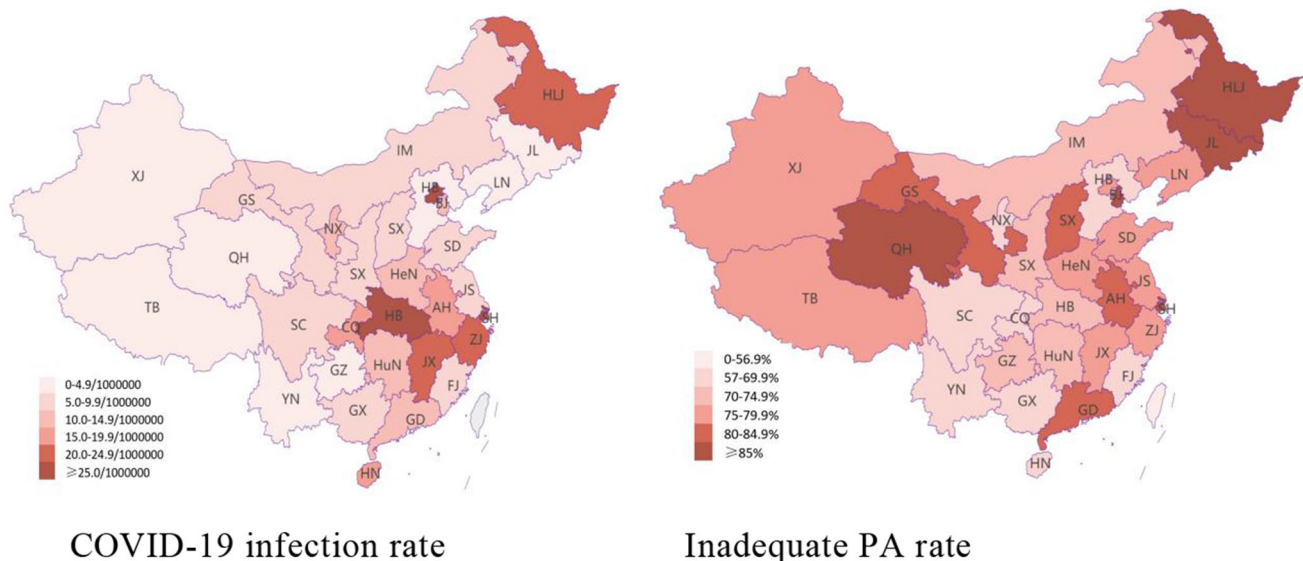 HLJ
JL
LN
IM
XJ
HB
BJ
GS
NX
SX
SD
QH
SX
HeN
JS
TB
AH
SH
SC
CQ
HB
ZJ
HuN
JX
GZ
FJ
YN
GX
GD
HN
0-4.9/1000000
5.0-9.9/1000000
10.0-14.9/1000000
15.0-19.9/1000000
20.0-24.9/1000000
≥25.0/1000000
COVID-19 infection rate
HLJ
JL
LN
IM
XJ
HB
BJ
GS
NX
SX
SD
QH
SX
HeN
JS
TB
AH
SH
SC
CQ
HB
ZJ
GZ
HuN
JX
FJ
YN
GX
GD
HN
0-56.9%
57-69.9%
70-74.9%
75-79.9%
80-84.9%
≥85%
Inadequate PA rate